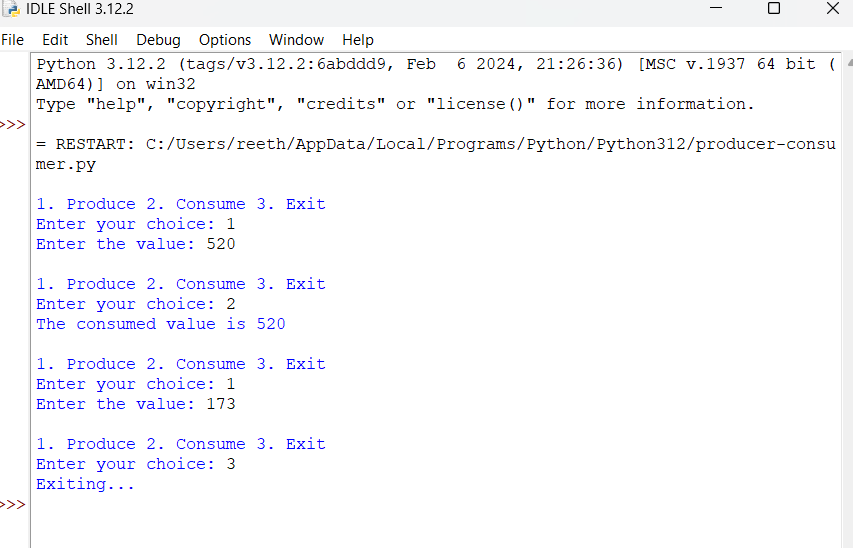 IDLE Shell 3.12.2
File Edit Shell Debug Options Window Help
Python 3.12.2 (tags/v3.12.2:6abddd9, Feb  6 2024, 21:26:36) [MSC v.1937 64 bit (
AMD64)] on win32
Type "help", "copyright", "credits" or "license()" for more information.
>>>
= RESTART: C:/Users/reeth/AppData/Local/Programs/Python/Python312/producer-consu
mer.py
1. Produce 2. Consume 3. Exit
Enter your choice: 1
Enter the value: 520
1. Produce 2. Consume 3. Exit
Enter your choice: 2
The consumed value is 520
1. Produce 2. Consume 3. Exit
Enter your choice: 1
Enter the value: 173
1. Produce 2. Consume 3. Exit
Enter your choice: 3
Exiting...
>>>